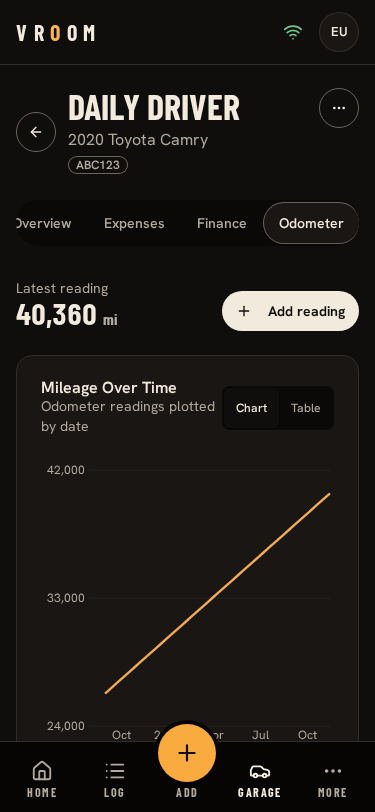 VROOM
EU
DAILY DRIVER
2020 Toyota Camry
ABC123
Overview Expenses Finance Odometer
Latest reading
40,360 mi
Add reading
Mileage Over Time
Odometer readings plotted
by date
Chart Table
42,000
33,000
24,000
Oct Jul Oct
HOME LOG ADD GARAGE MORE